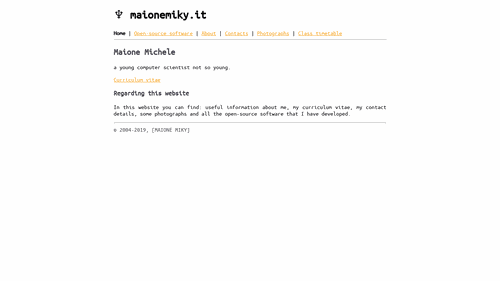 ♆ maionemiky.it
Home | Open source software | About | Contacts | Photographs | Class timetable
Maione Michele
a young computer scientist not so young.
Curriculum vitae
Regarding this website
In this website you can find: useful information about me, my curriculum vitae, my contact
details, some photographs and all the open-source software that I have developed.
© 2004-2019, [MAIONE MIKY]